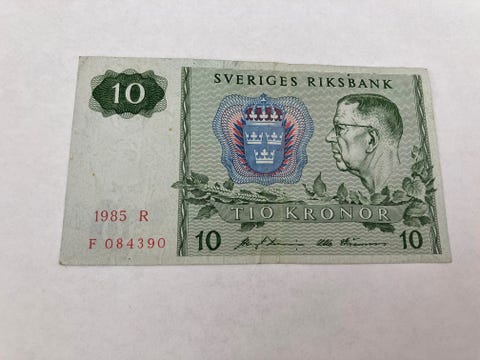 10
SVERIGES RIKSBANK
TIO KRONOR
1985 R
F 084390
10
10